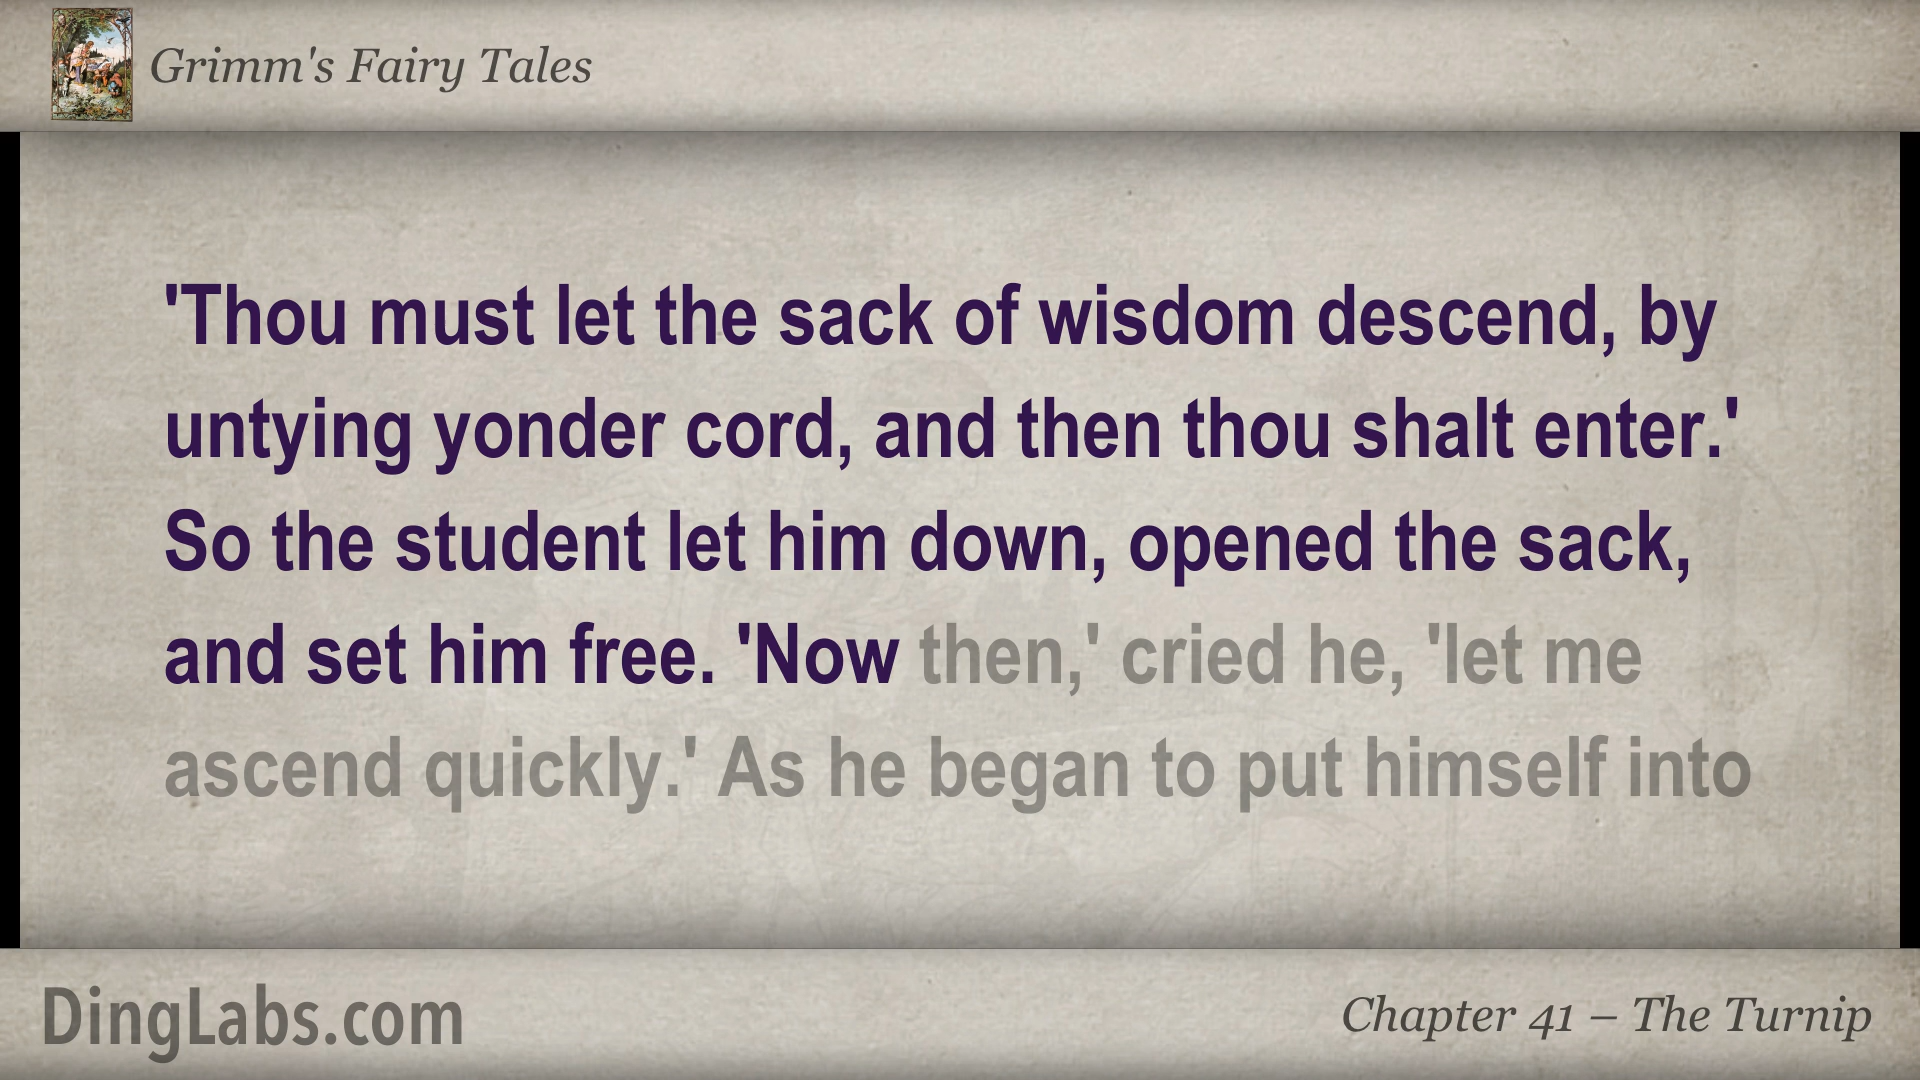 Grimm's Fairy Tales
'Thou must let the sack of wisdom descend, by
untying yonder cord, and then thou shalt enter.'
So the student let him down, opened the sack,
and set him free. 'Now then,' cried he, 'let me
ascend quickly.' As he began to put himself into
DingLabs.com
Chapter 41 – The Turnip